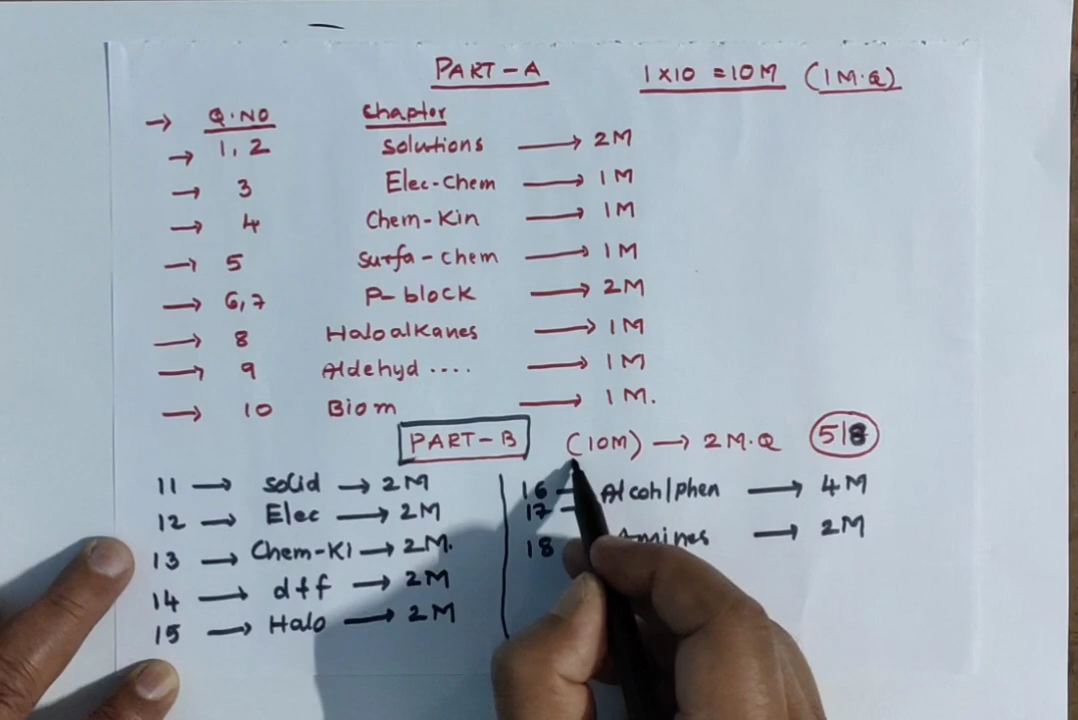 PART-A 1×10 = 10M (1M.Q)
→ Q.NO Chapter
→ 1, 2 Solutions → 2M
→ 3 Elec-Chem → 1M
→ 4 Chem-Kin → 1M
→ 5 Surfa-chem → 1M
→ 6,7 P-block → 2M
→ 8 Haloalkanes → 1M
→ 9 Aldehyd .... → 1M
→ 10 Biom → 1M.
PART-B (10M) → 2M.Q 5|8
11 → Solid → 2M
12 → Elec → 2M
13 → Chem-KI → 2M.
14 → d+f → 2M
15 → Halo → 2M
16 - Alcoh/phen → 4M
17 -
18 Amines → 2M